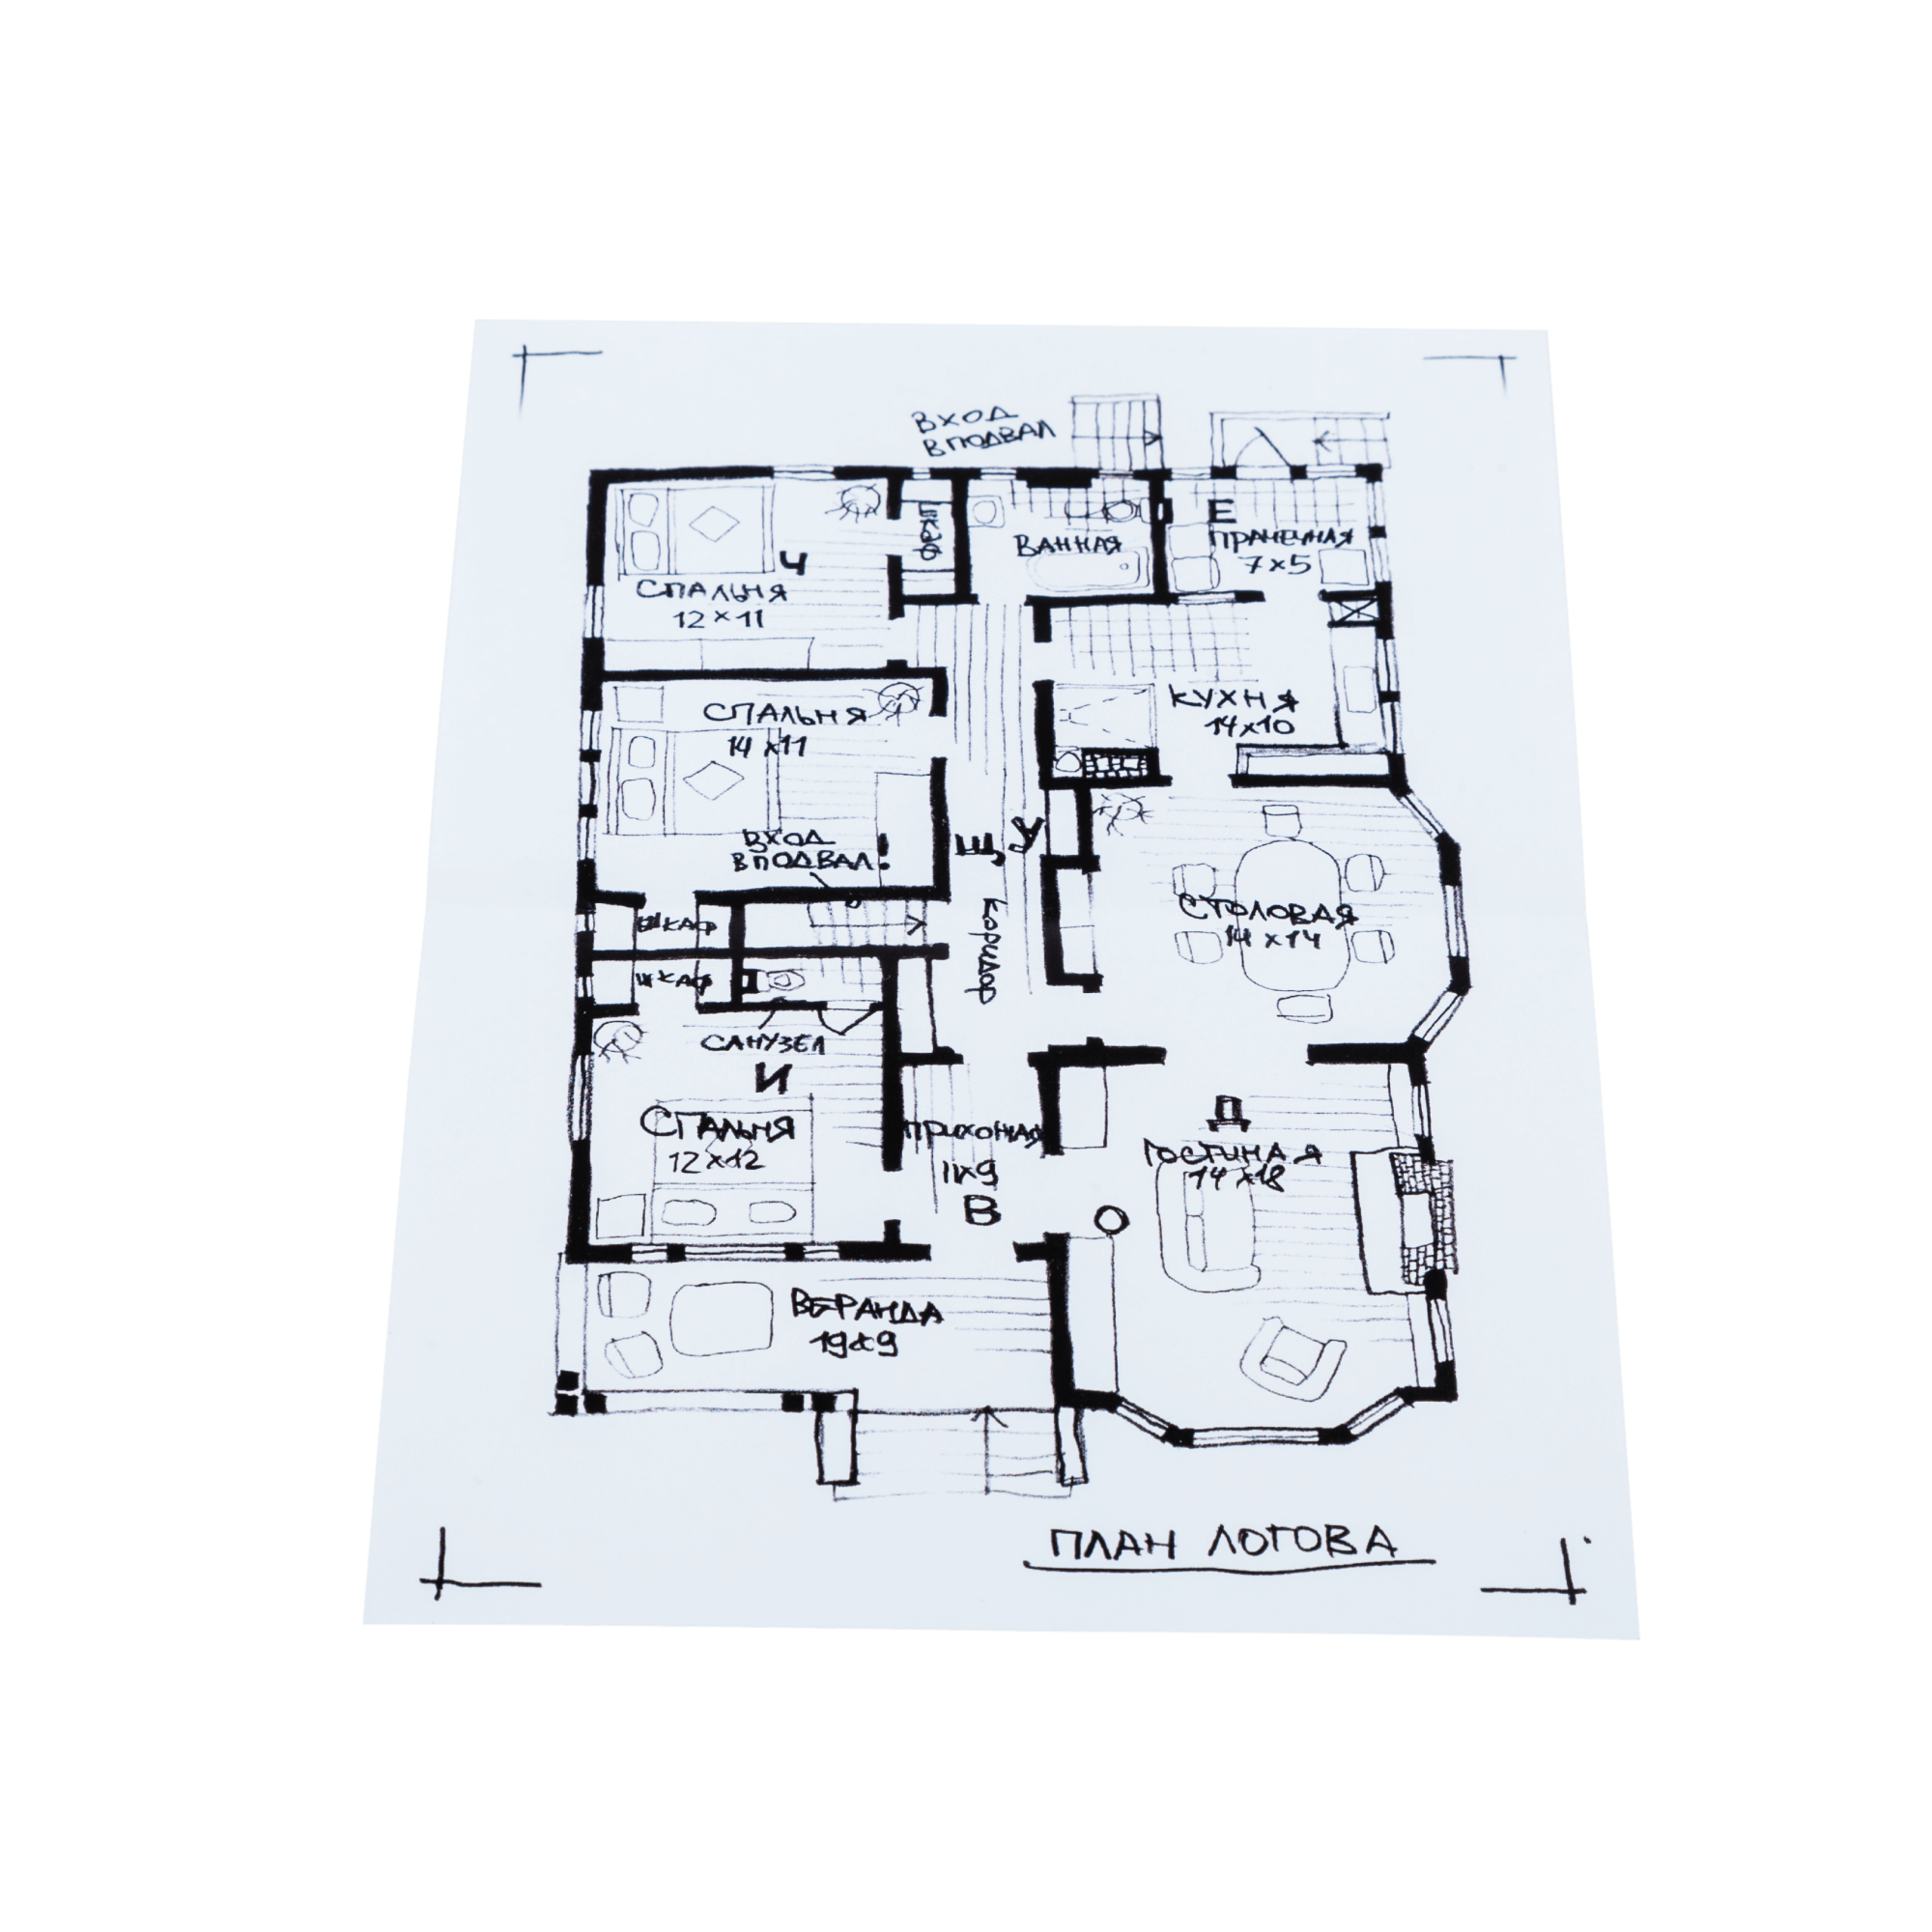 ВХОД
В ПОДВАЛ
ШКАФ
ВАННАЯ
Е
ПРАЧЕЧНАЯ
7×5
Ч
СПАЛЬНЯ
12×11
СПАЛЬНЯ
14×11
КУХНЯ
14×10
ВХОД
В ПОДВАЛ!
Щ У
КОРИДОР
СТОЛОВАЯ
14×14
ШКАФ
ШКАФ
САНУЗЕЛ
И
СПАЛЬНЯ
12×12
ПРИХОЖАЯ
11×9
В
О
Д
ГОСТИНАЯ
14×18
ВЕРАНДА
19×9
ПЛАН ЛОГОВА